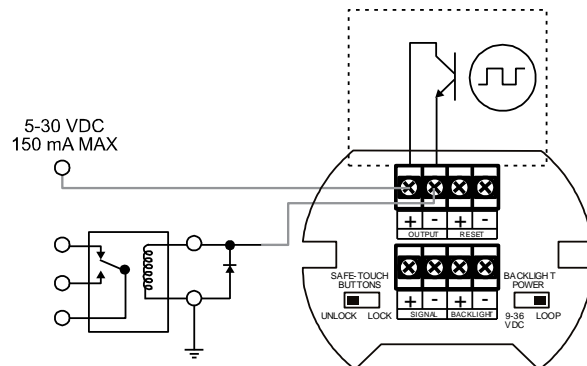 5-30 VDC
150 mA MAX
+ - + -
OUTPUT RESET
SAFE-TOUCH
BUTTONS
BACKLIGHT
POWER
+ - + -
SIGNAL BACKLIGHT
UNLOCK LOCK
9-36
VDC
LOOP